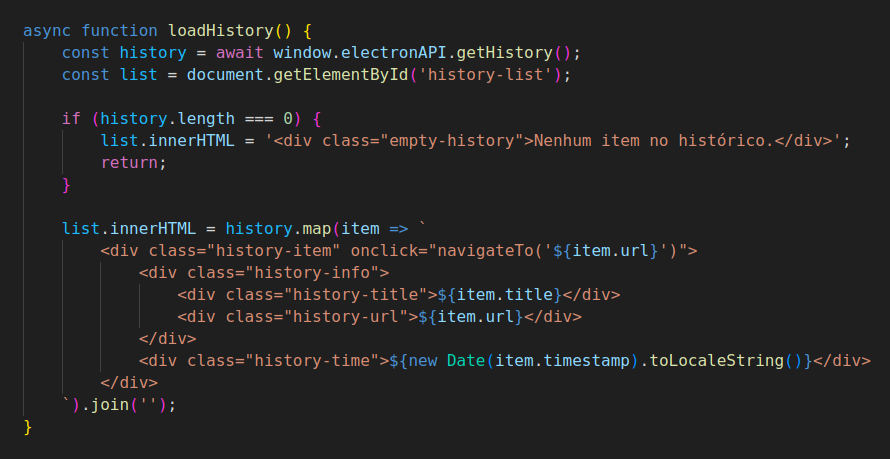 async function loadHistory() {
    const history = await window.electronAPI.getHistory();
    const list = document.getElementById('history-list');

    if (history.length === 0) {
        list.innerHTML = '<div class="empty-history">Nenhum item no histórico.</div>';
        return;
    }

    list.innerHTML = history.map(item => `
        <div class="history-item" onclick="navigateTo('${item.url}')">
            <div class="history-info">
                <div class="history-title">${item.title}</div>
                <div class="history-url">${item.url}</div>
            </div>
            <div class="history-time">${new Date(item.timestamp).toLocaleString()}</div>
        </div>
    `).join('');
}